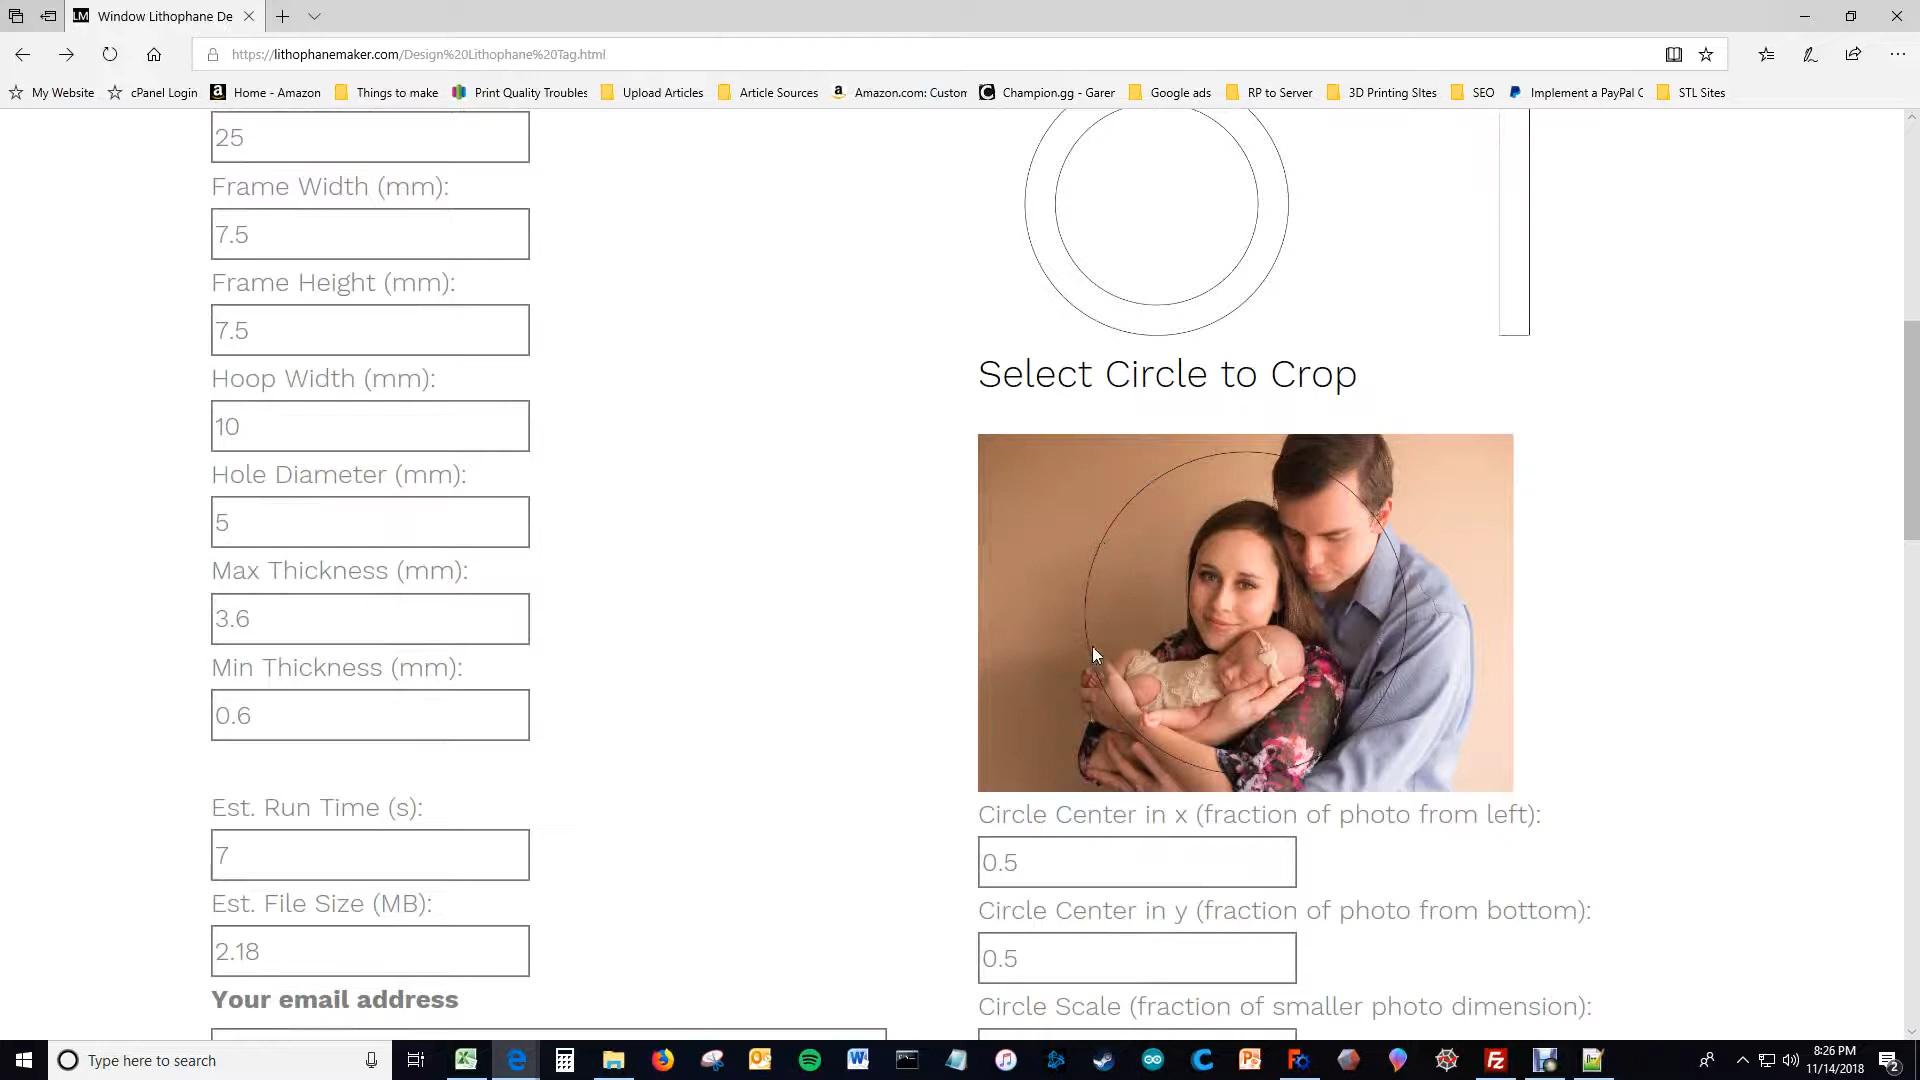 LM Window Lithophane De
https://lithophanemaker.com/Design%20Lithophane%20Tag.html
My Website cPanel Login Home - Amazon Things to make Print Quality Troubles Upload Articles Article Sources Amazon.com: Custom Champion.gg - Garer Google ads RP to Server 3D Printing SItes SEO Implement a PayPal C STL Sites
25
Frame Width (mm):
7.5
Frame Height (mm):
7.5
Hoop Width (mm):
10
Hole Diameter (mm):
5
Max Thickness (mm):
3.6
Min Thickness (mm):
0.6
Est. Run Time (s):
7
Est. File Size (MB):
2.18
Your email address
Select Circle to Crop
Circle Center in x (fraction of photo from left):
0.5
Circle Center in y (fraction of photo from bottom):
0.5
Circle Scale (fraction of smaller photo dimension):
Type here to search
8:26 PM
11/14/2018
2